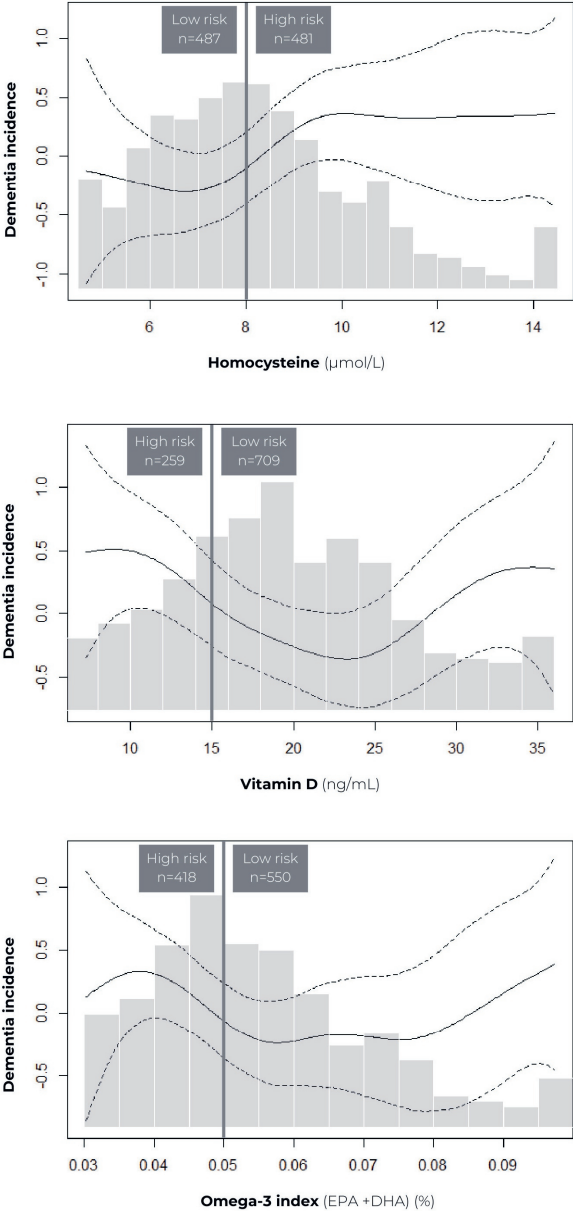 Low risk
n=487
High risk
n=481
Dementia incidence
1.0
0.5
0.0
-0.5
-1.0
6
8
10
12
14
Homocysteine (µmol/L)
High risk
n=259
Low risk
n=709
Dementia incidence
1.0
0.5
0.0
-0.5
10
15
20
25
30
35
Vitamin D (ng/mL)
High risk
n=418
Low risk
n=550
Dementia incidence
1.0
0.5
0.0
-0.5
0.03
0.04
0.05
0.06
0.07
0.08
0.09
Omega-3 index (EPA +DHA) (%)